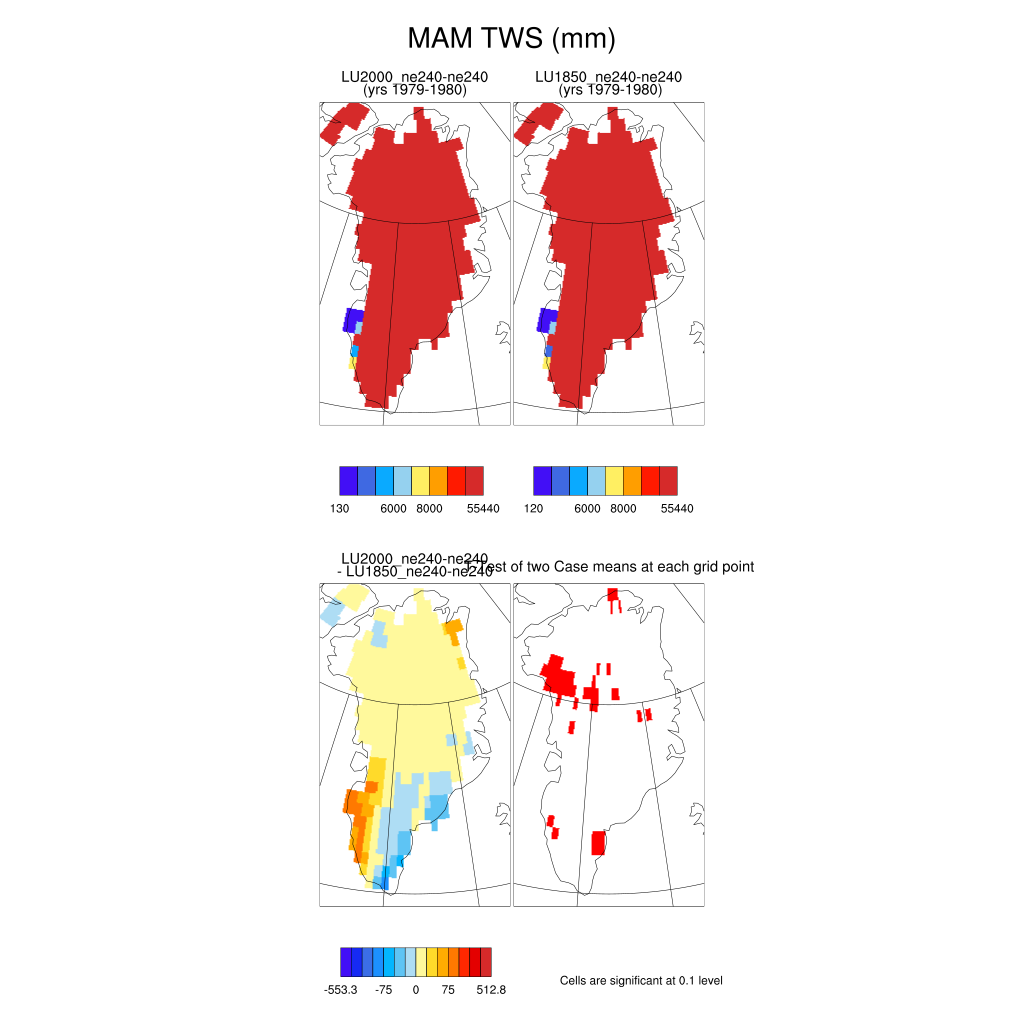 MAM TWS (mm)
LU2000_ne240-ne240
(yrs 1979-1980)
LU1850_ne240-ne240
(yrs 1979-1980)
130 6000 8000 55440
120 6000 8000 55440
LU2000_ne240-ne240
- LU1850_ne240-ne240
T-Test of two Case means at each grid point
-553.3 -75 0 75 512.8
Cells are significant at 0.1 level